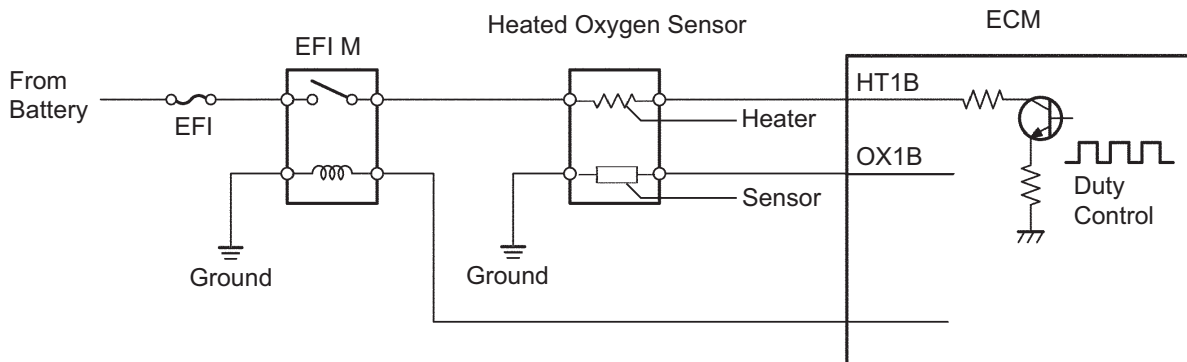 Heated Oxygen Sensor
ECM
EFI M
From
Battery
EFI
HT1B
Heater
OX1B
Sensor
Duty
Control
Ground
Ground